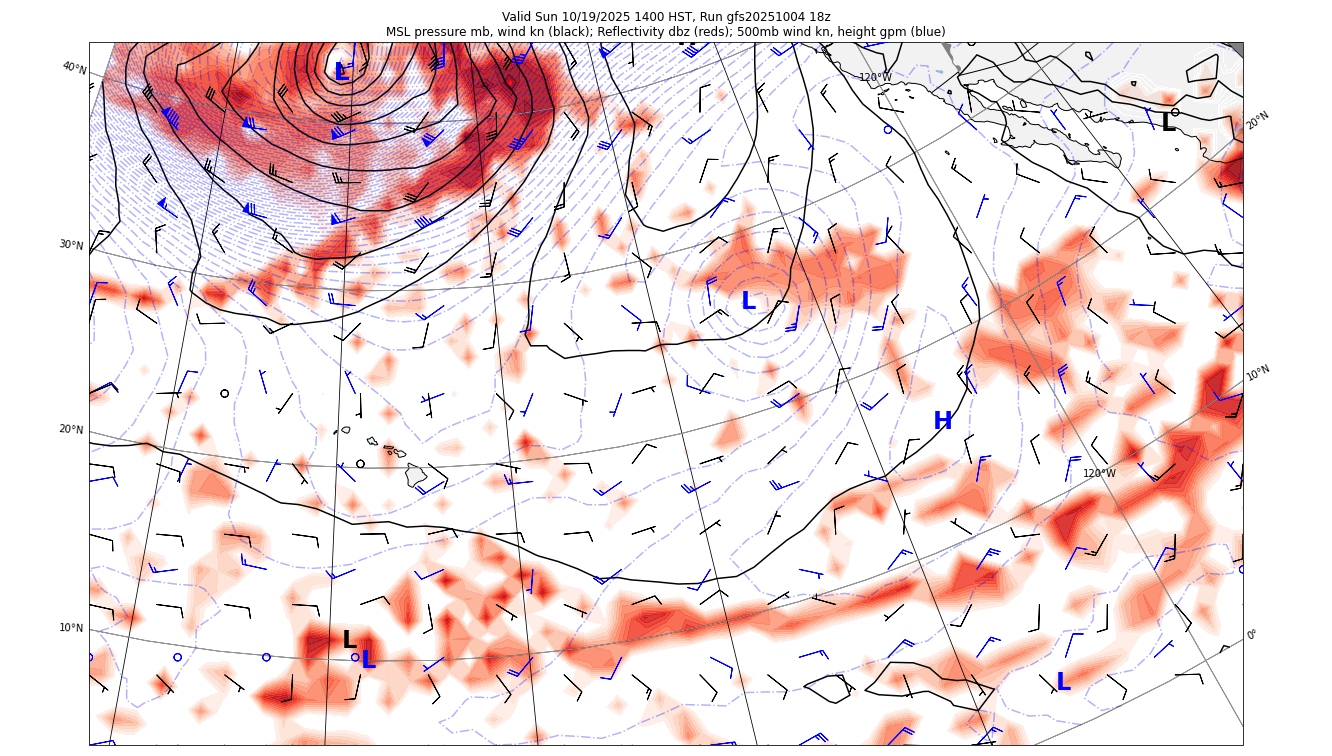 Valid Sun 10/19/2025 1400 HST, Run gfs20251004 18z
MSL pressure mb, wind kn (black); Reflectivity dbz (reds); 500mb wind kn, height gpm (blue)
40°N
L
120°W
L
20°N
30°N
L
10°N
20°N
H
120°W
10°N
L
L
0°
L